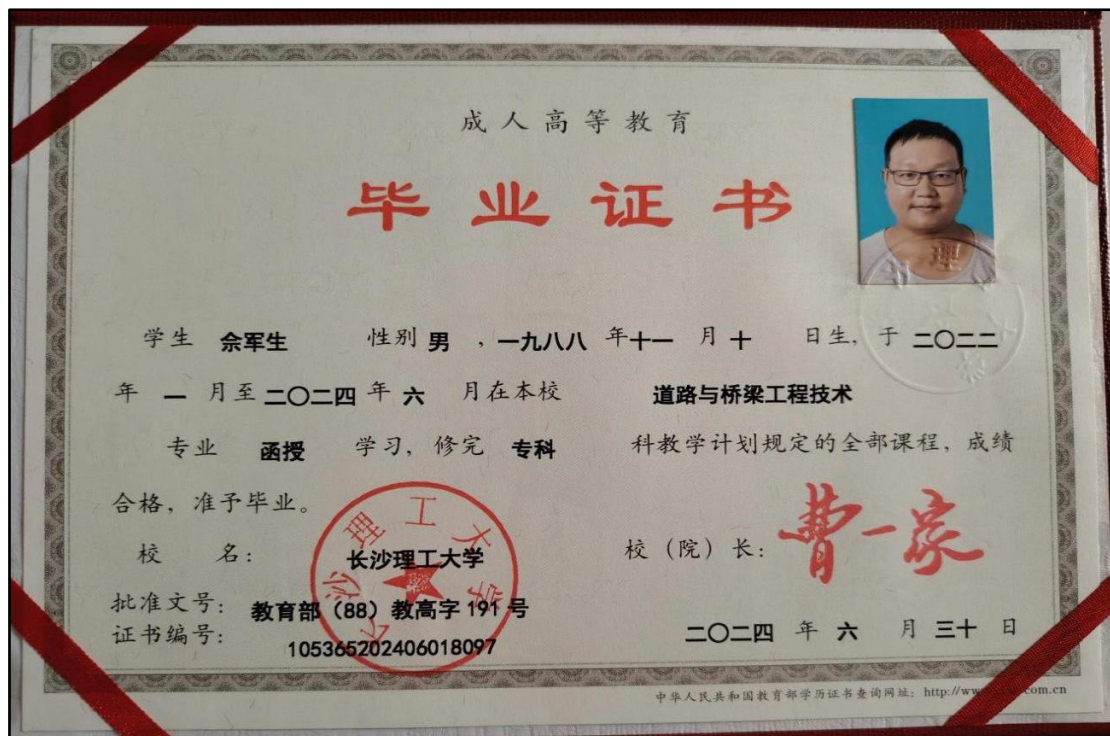 成人高等教育
毕业证书
学生 佘军生 性别 男 ，一九八八 年十一 月 十 日生，于 二〇二二
年 一 月至 二〇二四 年 六 月在本校 道路与桥梁工程技术
专业 函授 学习，修完 专科 科教学计划规定的全部课程，成绩
合格，准予毕业。
校 名： 长沙理工大学
校（院）长： 曹一家
批准文号： 教育部（88）教高字 191 号
证书编号： 105365202406018097
二〇二四 年 六 月 三十 日
长沙理工大学
中华人民共和国教育部学历证书查询网址：http://ww
com.cn